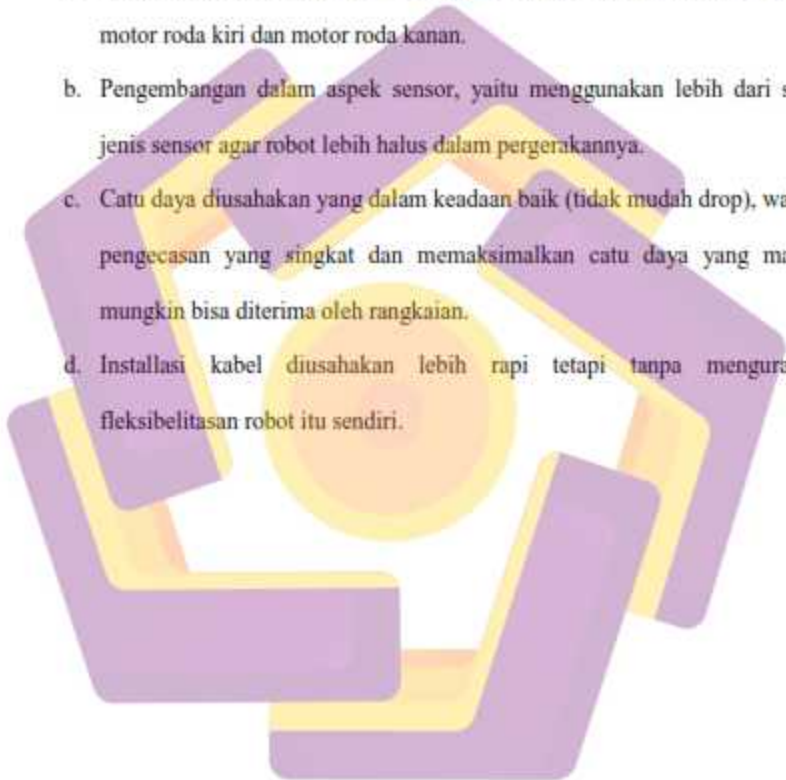 motor roda kiri dan motor roda kanan.
b. Pengembangan dalam aspek sensor, yaitu menggunakan lebih dari
jenis sensor agar robot lebih halus dalam pergerakannya.
c. Catu daya diusahakan yang dalam keadaan baik (tidak mudah drop),
pengecasan yang singkat dan memaksimalkan catu daya yang
mungkin bisa diterima oleh rangkaian.
d. Installasi kabel diusahakan lebih rapi tetapi tanpa
fleksibelitasan robot itu sendiri.